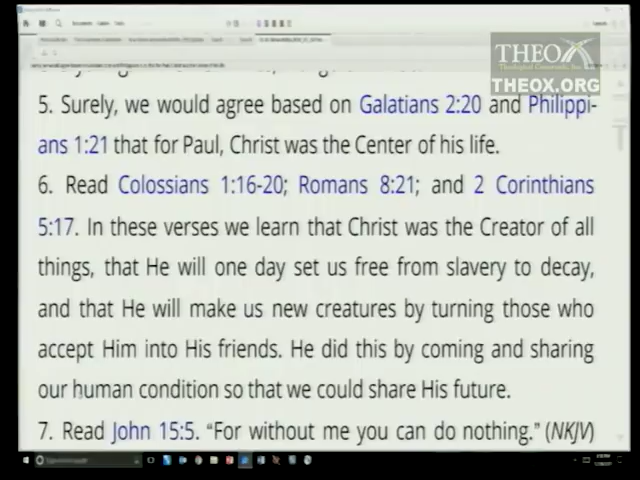 THEOX
THEOX.ORG
5. Surely, we would agree based on Galatians 2:20 and Philippi-
ans 1:21 that for Paul, Christ was the Center of his life.
6. Read Colossians 1:16-20; Romans 8:21; and 2 Corinthians
5:17. In these verses we learn that Christ was the Creator of all
things, that He will one day set us free from slavery to decay,
and that He will make us new creatures by turning those who
accept Him into His friends. He did this by coming and sharing
our human condition so that we could share His future.
7. Read John 15:5. “For without me you can do nothing.” (NKJV)